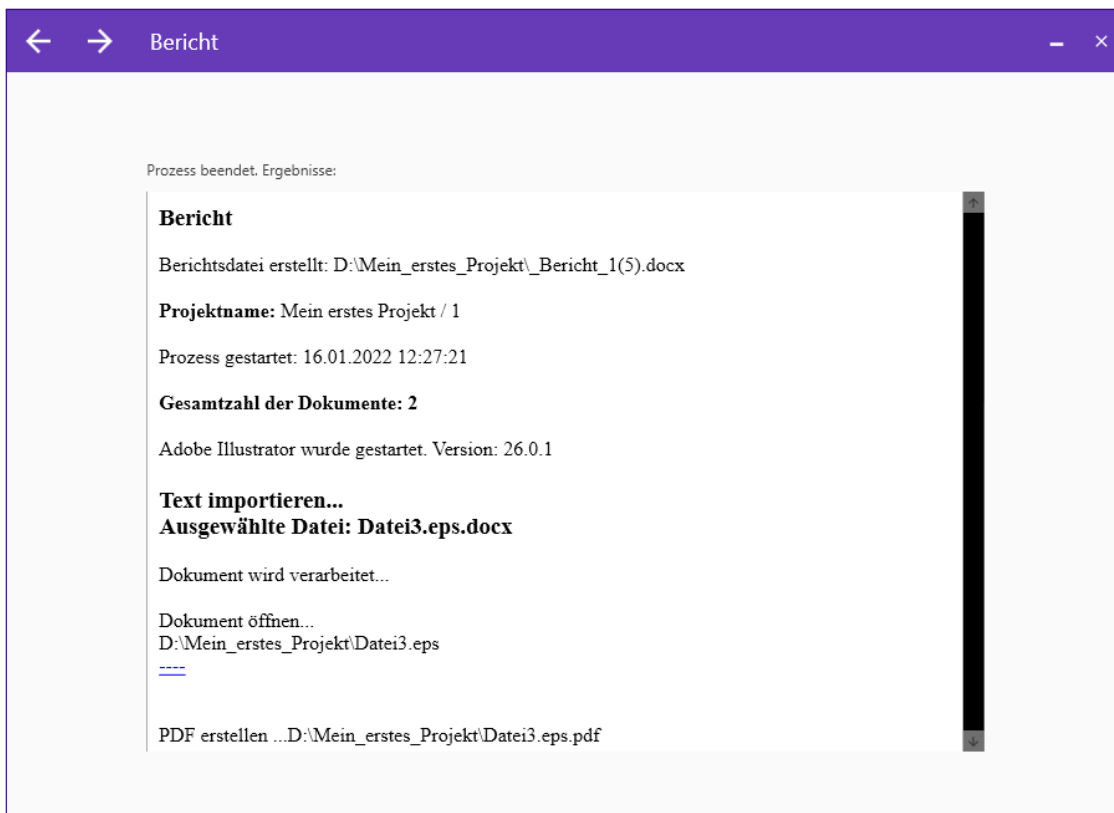 Bericht
Prozess beendet. Ergebnisse:
Bericht
Berichtsdatei erstellt: D:\Mein_erstes_Projekt\_Bericht_1(5).docx
Projektname: Mein erstes Projekt / 1
Prozess gestartet: 16.01.2022 12:27:21
Gesamtzahl der Dokumente: 2
Adobe Illustrator wurde gestartet. Version: 26.0.1
Text importieren...
Ausgewählte Datei: Datei3.eps.docx
Dokument wird verarbeitet...
Dokument öffnen...
D:\Mein_erstes_Projekt\Datei3.eps
----
PDF erstellen ...D:\Mein_erstes_Projekt\Datei3.eps.pdf